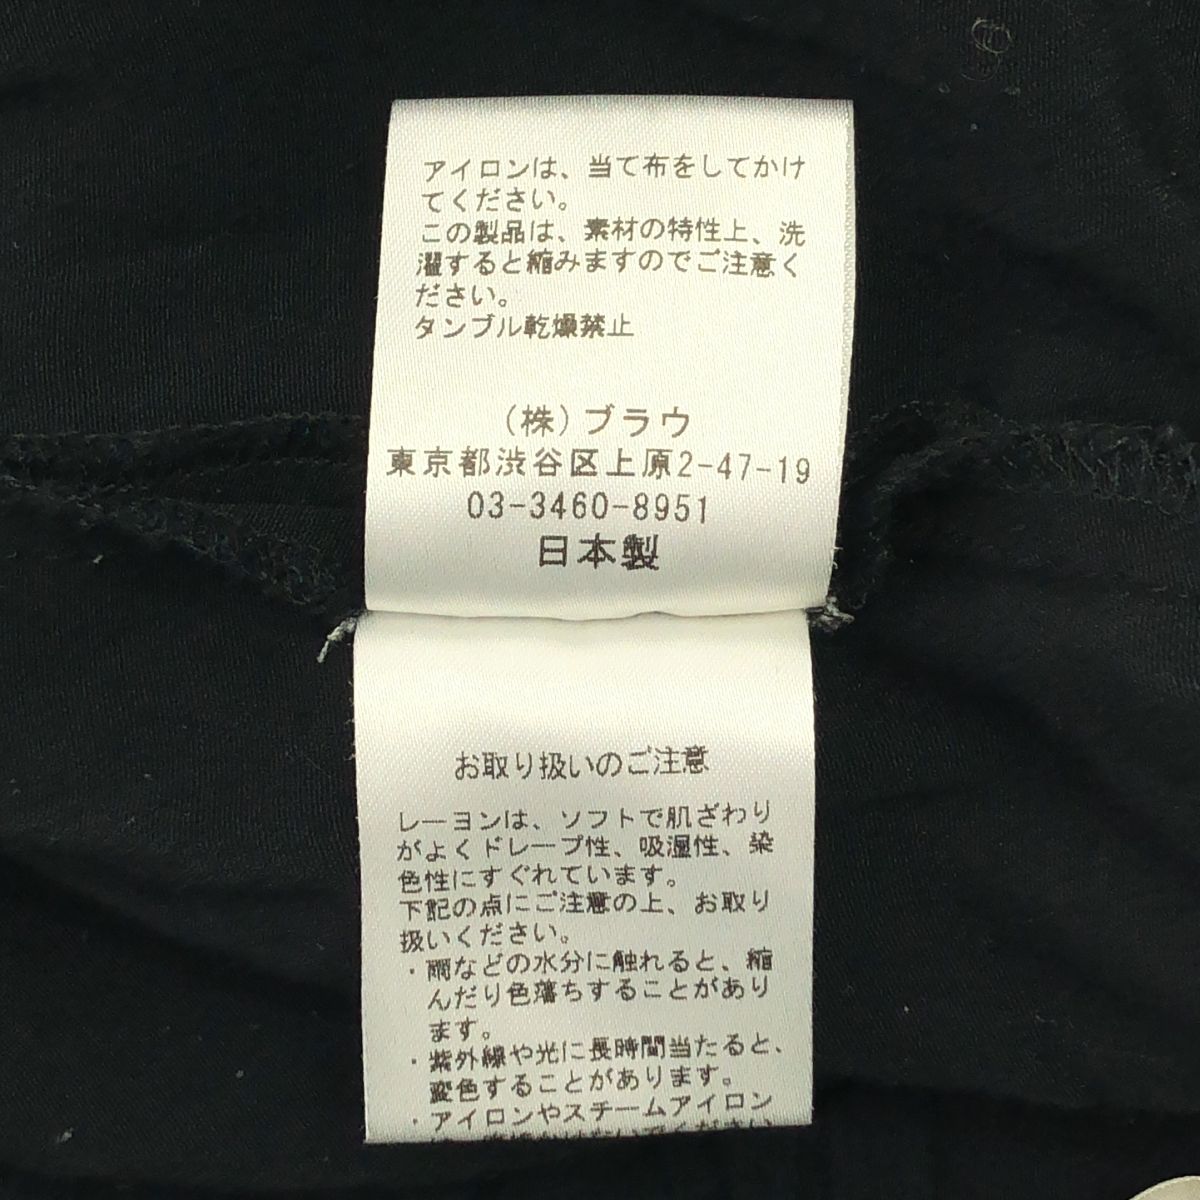 アイロンは、当て布をしてかけ
てください。
この製品は、素材の特性上、洗
濯すると縮みますのでご注意く
ださい。
タンブル乾燥禁止
(株)ブラウ
東京都渋谷区上原2-47-19
03-3460-8951
日本製
お取り扱いのご注意
レーヨンは、ソフトで肌ざわり
がよくドレープ性、吸湿性、染
色性にすぐれています。
下記の点にご注意の上、お取り
扱いください。
・雨などの水分に触れると、縮
んだり色落ちすることがあり
ます。
・紫外線や光に長時間当たると、
変色することがあります。
・アイロンやスチームアイロン